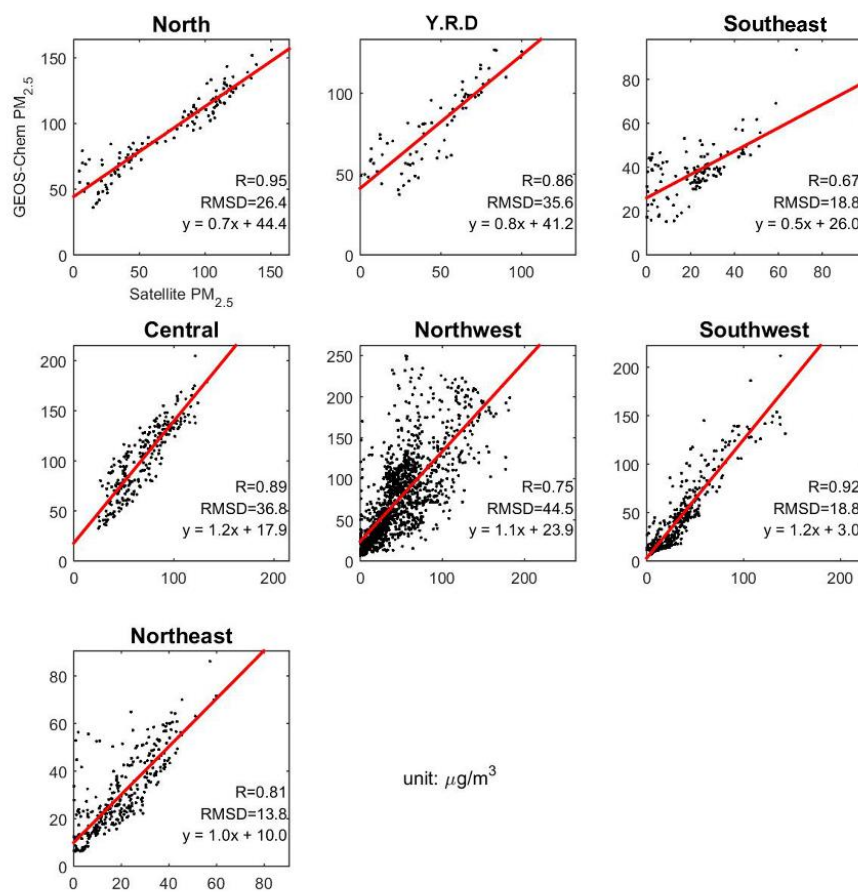 North
GEOS-Chem PM2.5
150
100
50
0
0 50 100 150
Satellite PM2.5
R=0.95
RMSD=26.4
y = 0.7x + 44.4
Y.R.D
100
50
0
0 50 100
R=0.86
RMSD=35.6
y = 0.8x + 41.2
Southeast
80
60
40
20
0
0 20 40 60 80
R=0.67
RMSD=18.8
y = 0.5x + 26.0
Central
200
150
100
50
0
0 100 200
R=0.89
RMSD=36.8
y = 1.2x + 17.9
Northwest
250
200
150
100
50
0
0 100 200
R=0.75
RMSD=44.5
y = 1.1x + 23.9
Southwest
200
150
100
50
0
0 100 200
R=0.92
RMSD=18.8
y = 1.2x + 3.0
Northeast
80
60
40
20
0
0 20 40 60 80
R=0.81
RMSD=13.8
y = 1.0x + 10.0
unit: μg/m³